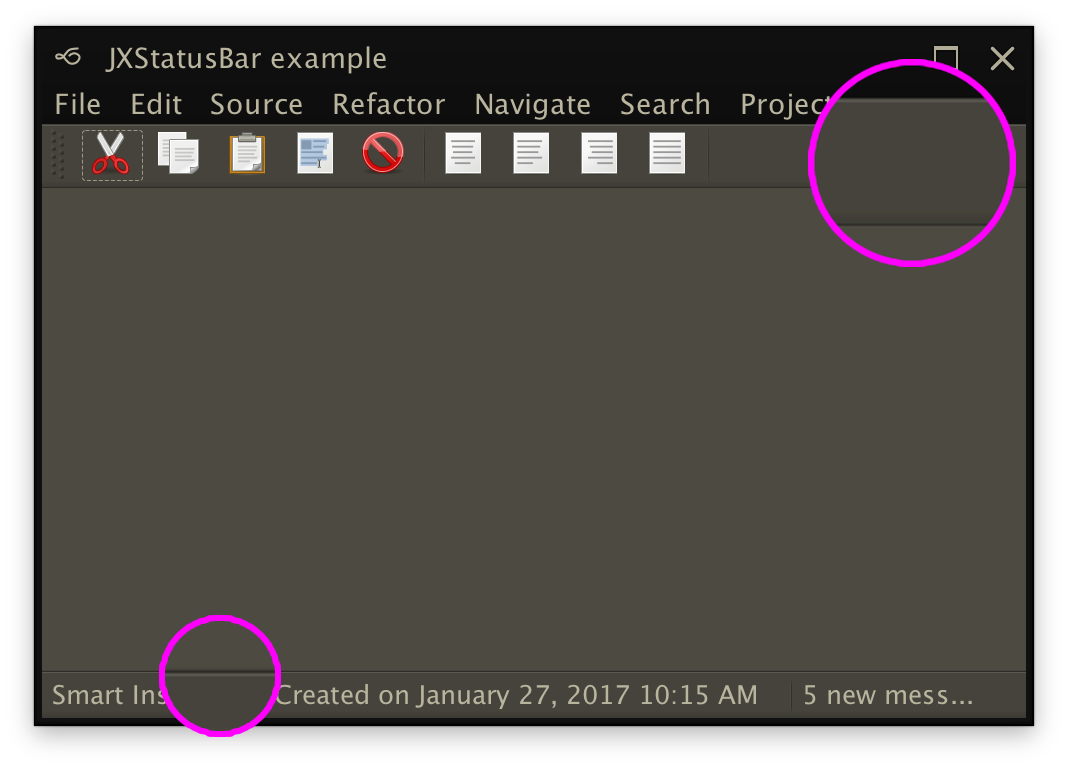 JXStatusBar example
File Edit Source Refactor Navigate Search Project
Smart Ins Created on January 27, 2017 10:15 AM 5 new mess...